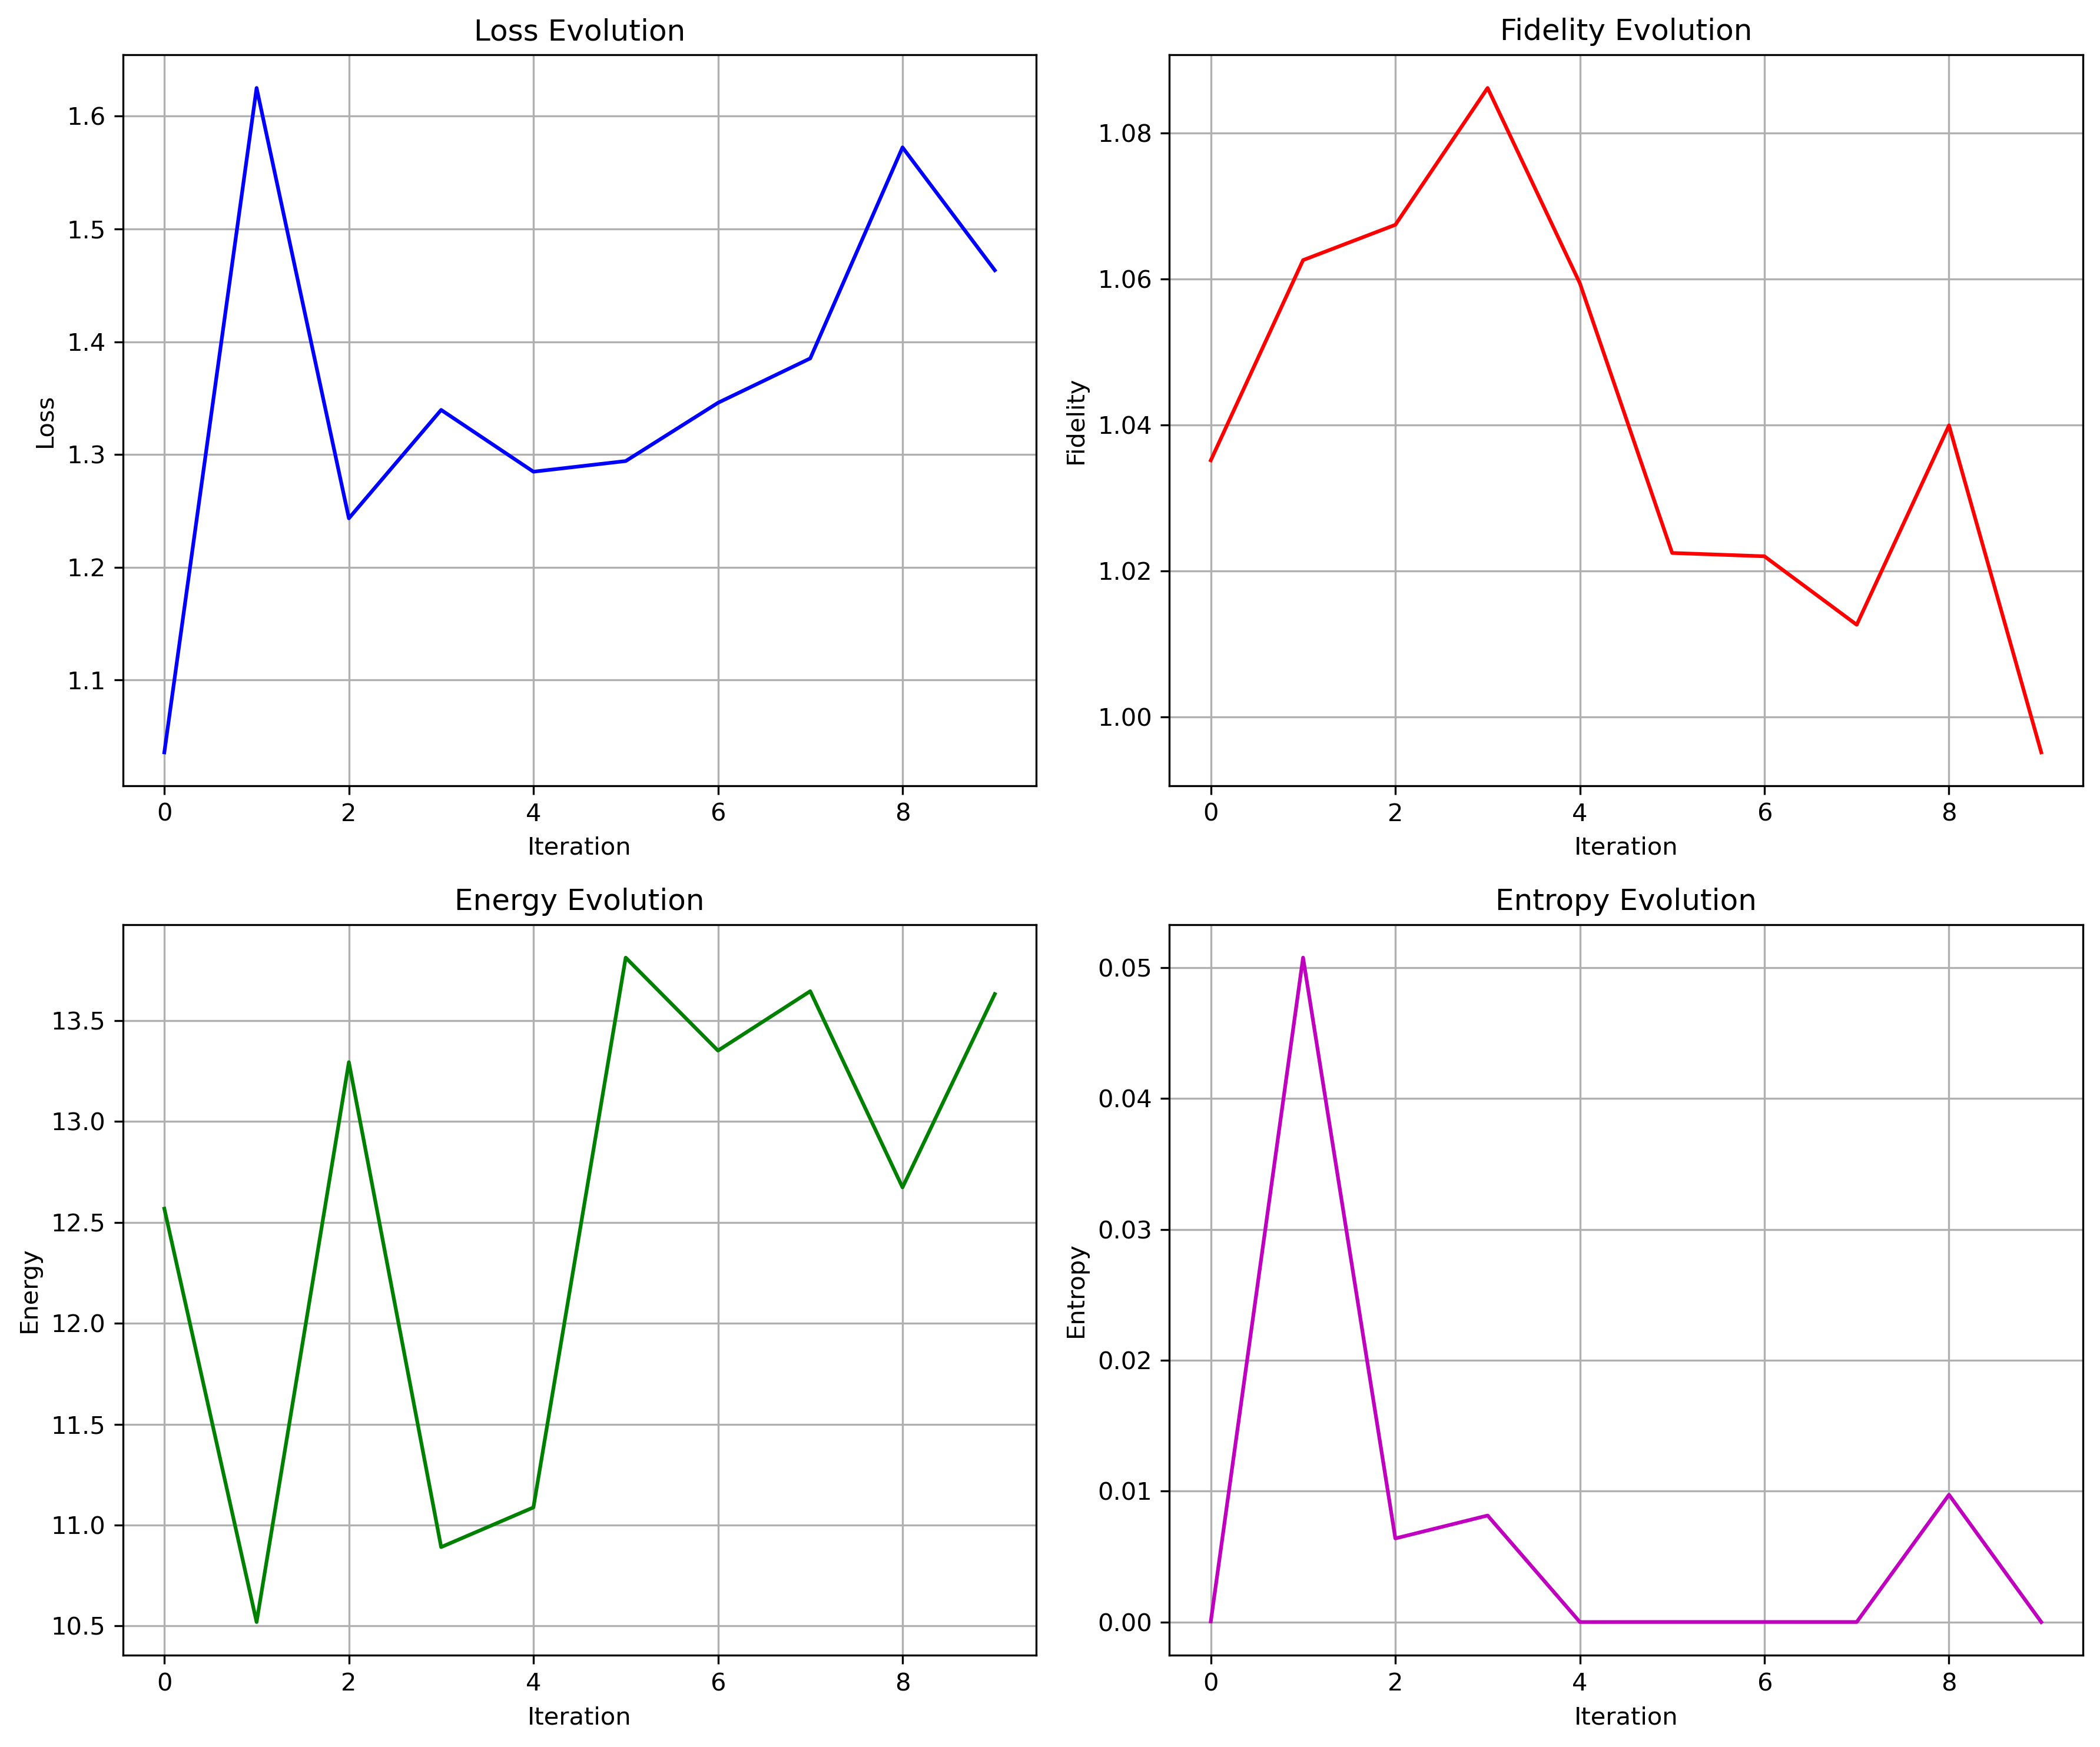 Loss Evolution
1.6
1.5
1.4
1.3
1.2
1.1
Loss
0 2 4 6 8
Iteration
Fidelity Evolution
1.08
1.06
1.04
1.02
1.00
Fidelity
0 2 4 6 8
Iteration
Energy Evolution
13.5
13.0
12.5
12.0
11.5
11.0
10.5
Energy
0 2 4 6 8
Iteration
Entropy Evolution
0.05
0.04
0.03
0.02
0.01
0.00
Entropy
0 2 4 6 8
Iteration